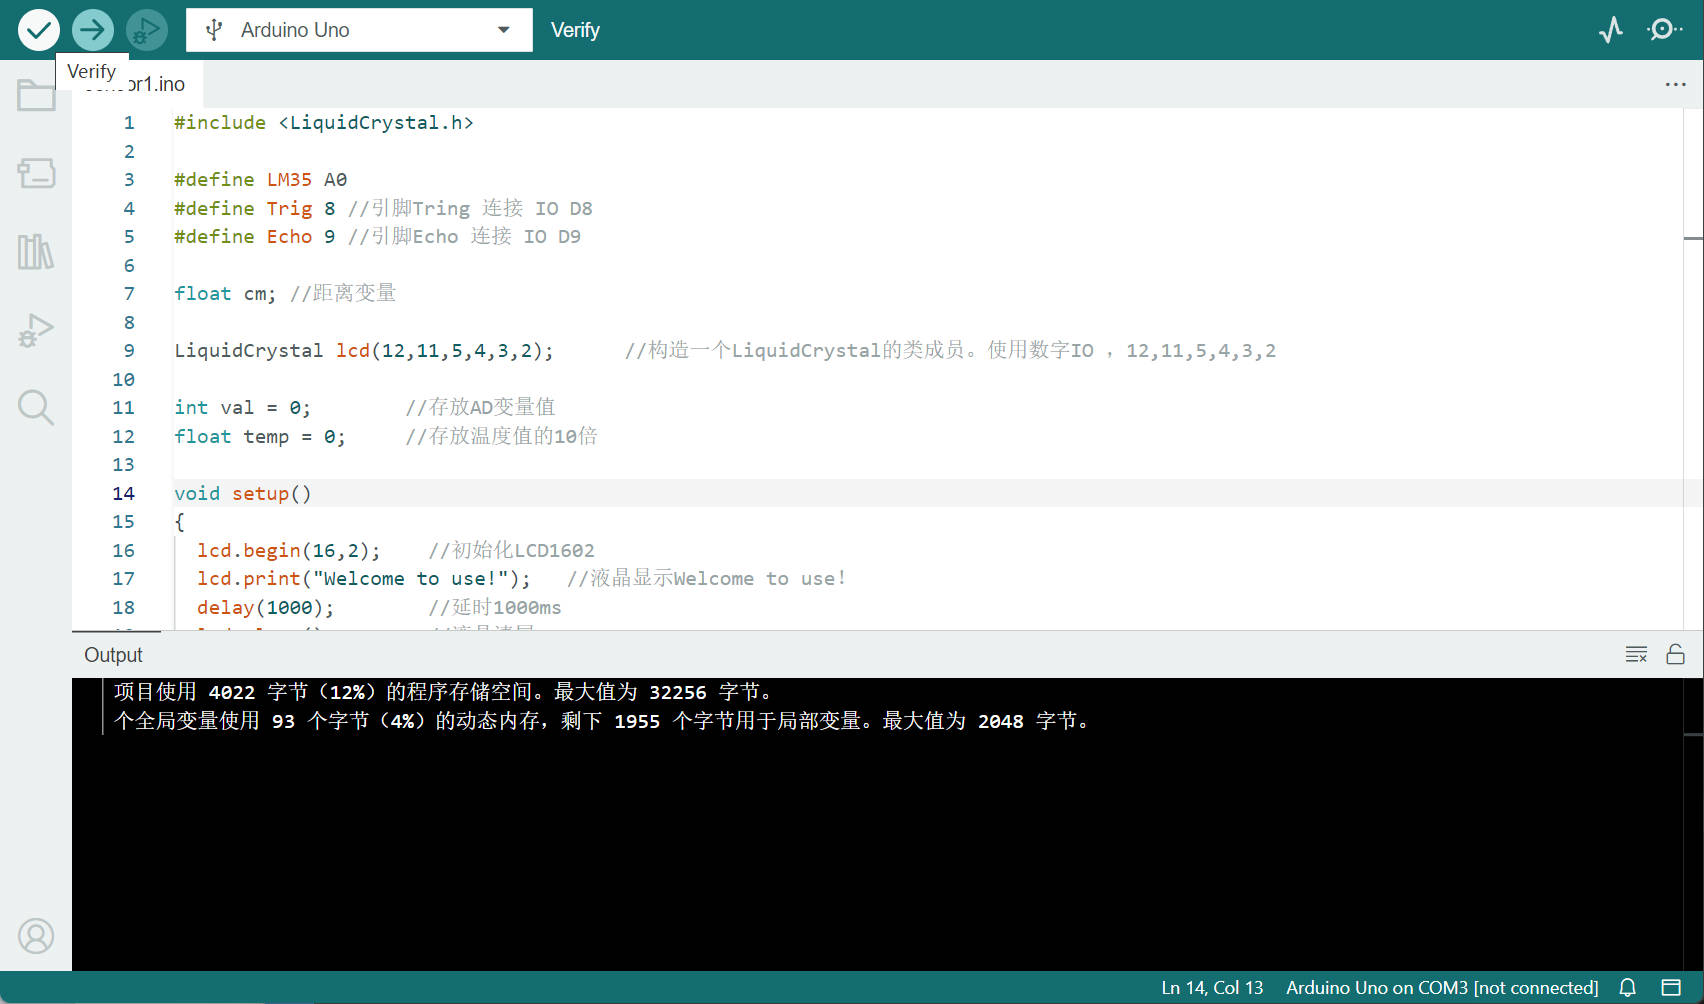 Arduino Uno
Verify
Verify
or1.ino
1 #include <LiquidCrystal.h>
2
3 #define LM35 A0
4 #define Trig 8 //引脚Tring 连接 IO D8
5 #define Echo 9 //引脚Echo 连接 IO D9
6
7 float cm; //距离变量
8
9 LiquidCrystal lcd(12,11,5,4,3,2); //构造一个LiquidCrystal的类成员。使用数字IO ，12,11,5,4,3,2
10
11 int val = 0; //存放AD变量值
12 float temp = 0; //存放温度值的10倍
13
14 void setup()
15 {
16 lcd.begin(16,2); //初始化LCD1602
17 lcd.print("Welcome to use!"); //液晶显示Welcome to use！
18 delay(1000); //延时1000ms
Output
项目使用 4022 字节（12%）的程序存储空间。最大值为 32256 字节。
个全局变量使用 93 个字节（4%）的动态内存，剩下 1955 个字节用于局部变量。最大值为 2048 字节。
Ln 14, Col 13 Arduino Uno on COM3 [not connected]